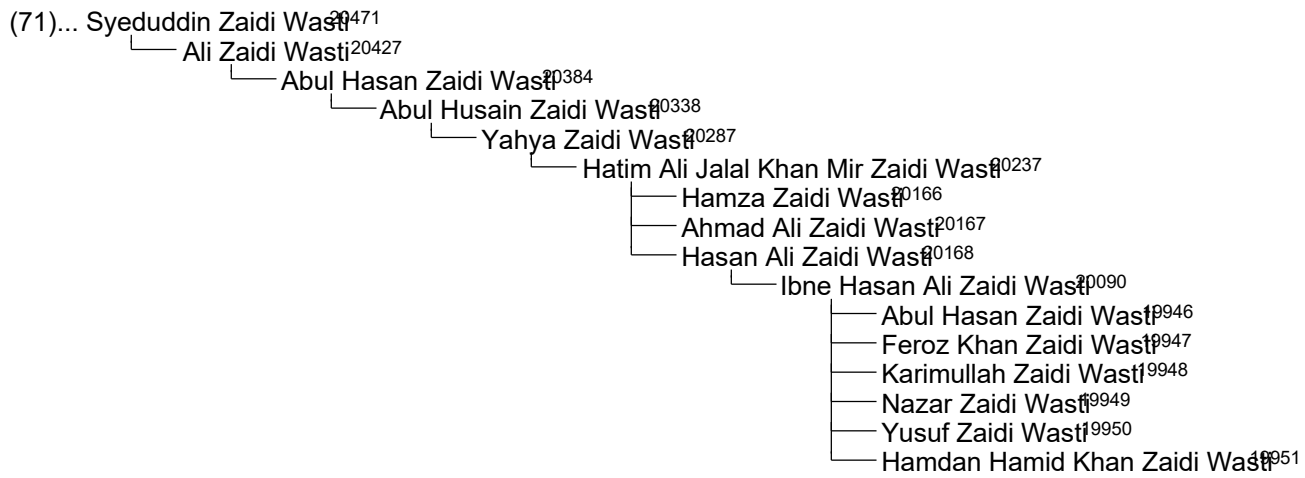 (71)... Syeduddin Zaidi Wasti20471
Ali Zaidi Wasti20427
Abul Hasan Zaidi Wasti20384
Abul Husain Zaidi Wasti20338
Yahya Zaidi Wasti20287
Hatim Ali Jalal Khan Mir Zaidi Wasti20237
Hamza Zaidi Wasti20166
Ahmad Ali Zaidi Wasti20167
Hasan Ali Zaidi Wasti20168
Ibne Hasan Ali Zaidi Wasti20090
Abul Hasan Zaidi Wasti19946
Feroz Khan Zaidi Wasti19947
Karimullah Zaidi Wasti19948
Nazar Zaidi Wasti19949
Yusuf Zaidi Wasti19950
Hamdan Hamid Khan Zaidi Wasti19951